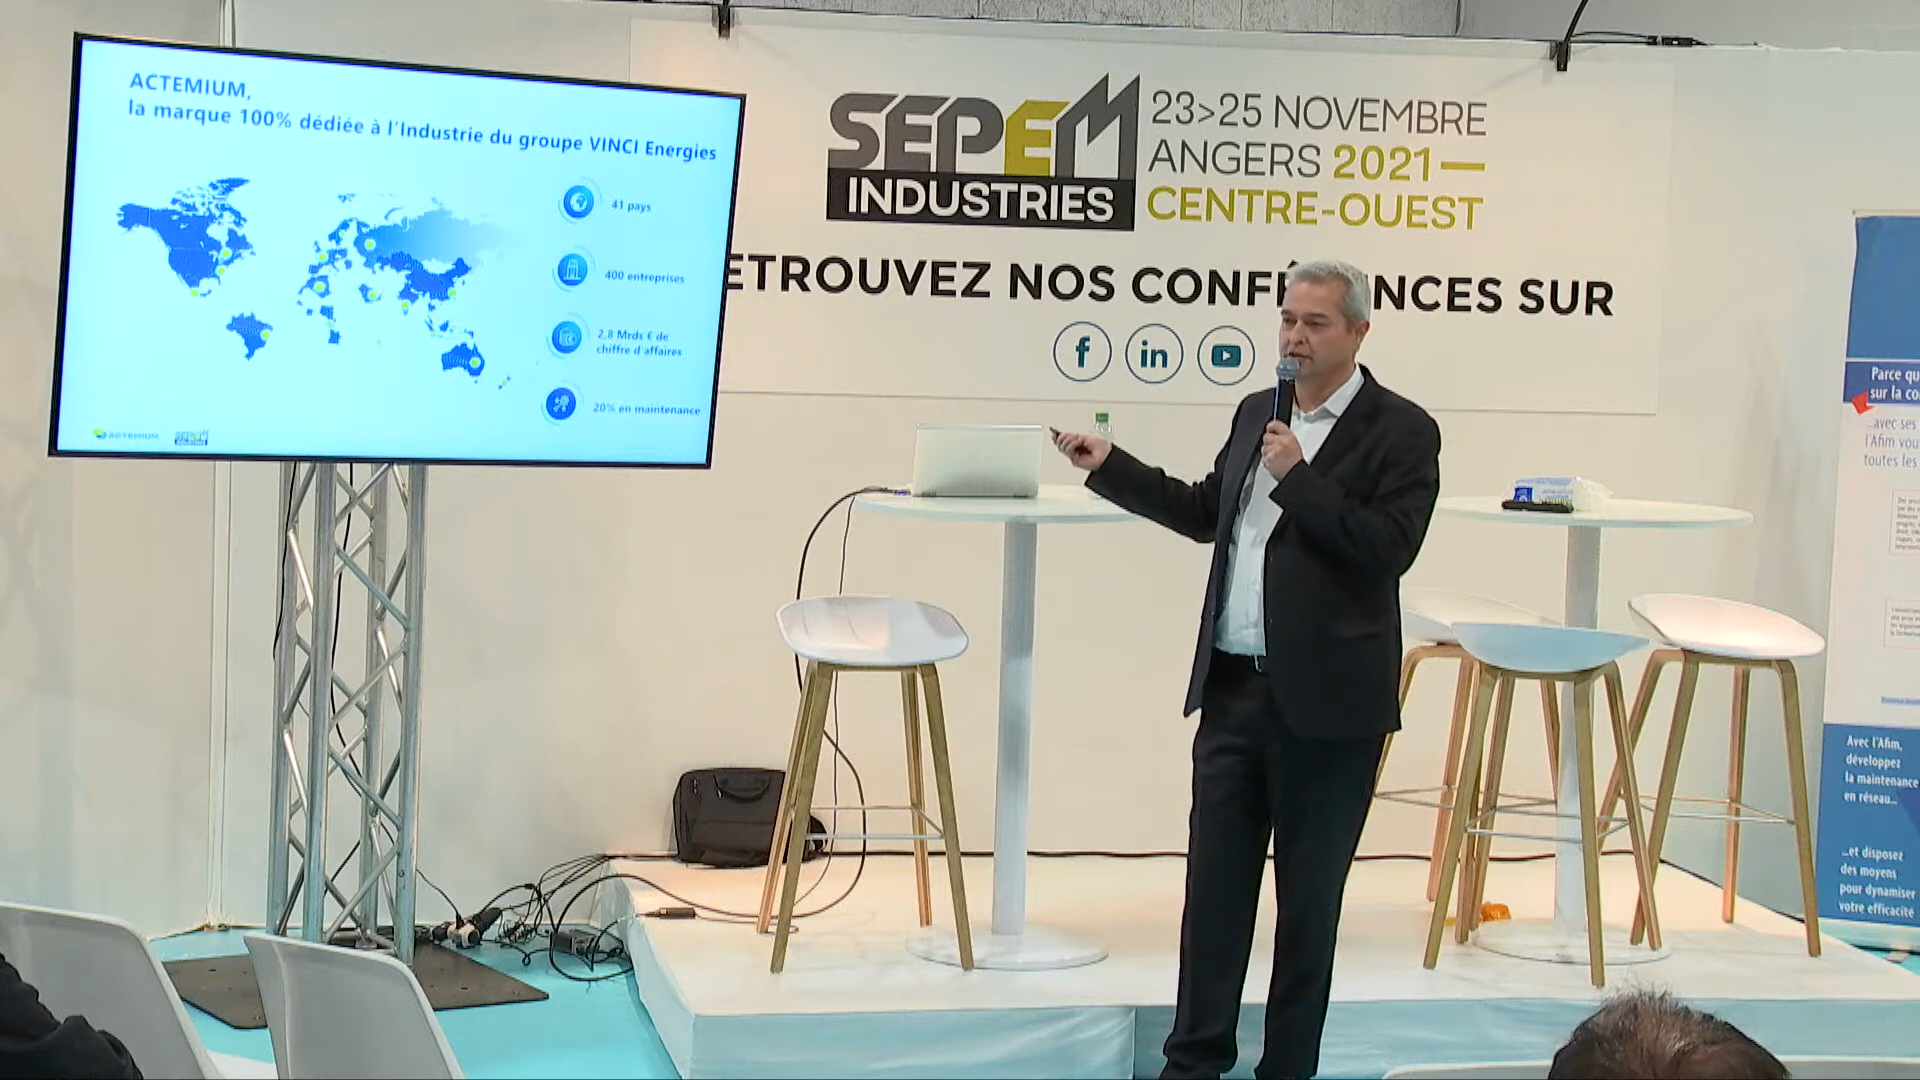 ACTEMIUM,
la marque 100% dédiée à l'Industrie du groupe VINCI Energies
41 pays
400 entreprises
2,8 Mrds € de
chiffre d'affaires
20% en maintenance
ACTEMIUM
SEPEM
INDUSTRIES
23>25 NOVEMBRE
ANGERS 2021—
CENTRE-OUEST
ETROUVEZ NOS CONFÉ NCES SUR
f
in
Parce qu
sur la co
...avec ses
l'Afim vou
toutes les
Avec l'Afim,
développez
la maintenance
en réseau...
...et disposez
des moyens
pour dynamiser
votre efficacité